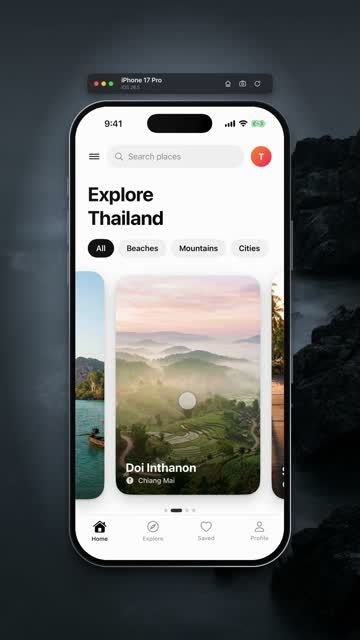 iPhone 17 Pro
iOS 26.5
9:41
Search places
T
Explore
Thailand
All
Beaches
Mountains
Cities
Doi Inthanon
Chiang Mai
S
Home
Explore
Saved
Profile